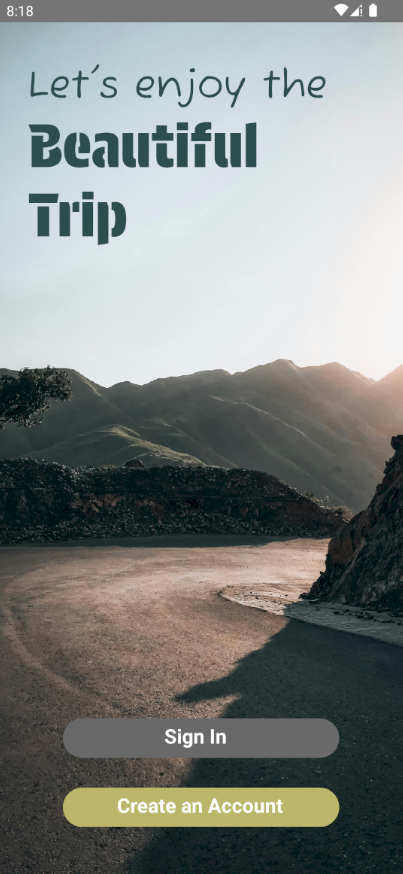 8:18
Let's enjoy the
Beautiful
Trip
Sign In
Create an Account